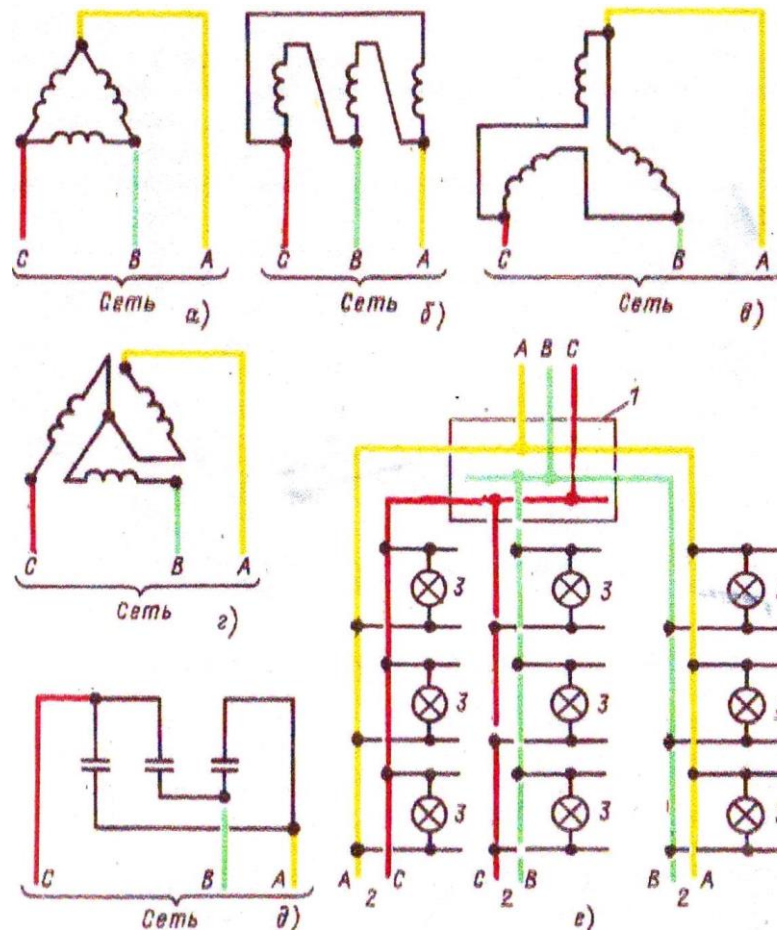 C B A
Сеть
а)
C B A
Сеть
б)
C B A
Сеть
в)
C B A
Сеть
г)
A B C
1
3 3
3 3
3 3
C B A
Сеть
д)
A 2 C
C 2 B
B 2 A
е)